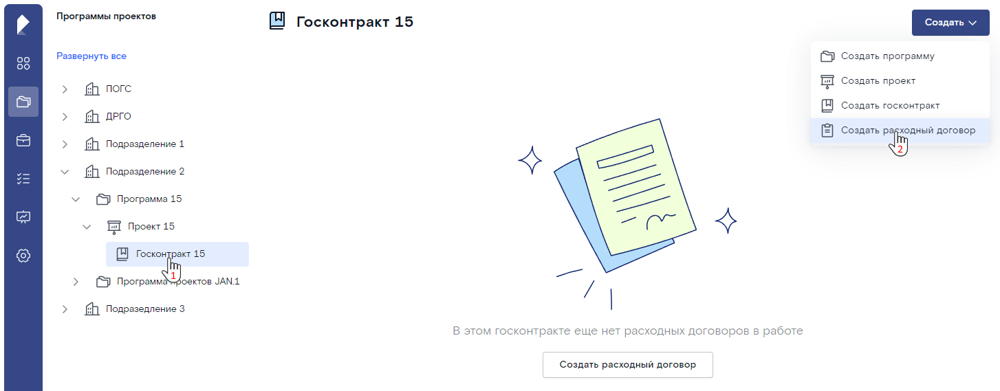 Программы проектов
Развернуть все
ПОГС
ДРГО
Подразделение 1
Подразделение 2
Программа 15
Проект 15
Госконтракт 15
1
Программа проектов JAN.1
Подразедление 3
Госконтракт 15
Создать
Создать программу
Создать проект
Создать госконтракт
Создать расходный договор
2
В этом госконтракте еще нет расходных договоров в работе
Создать расходный договор